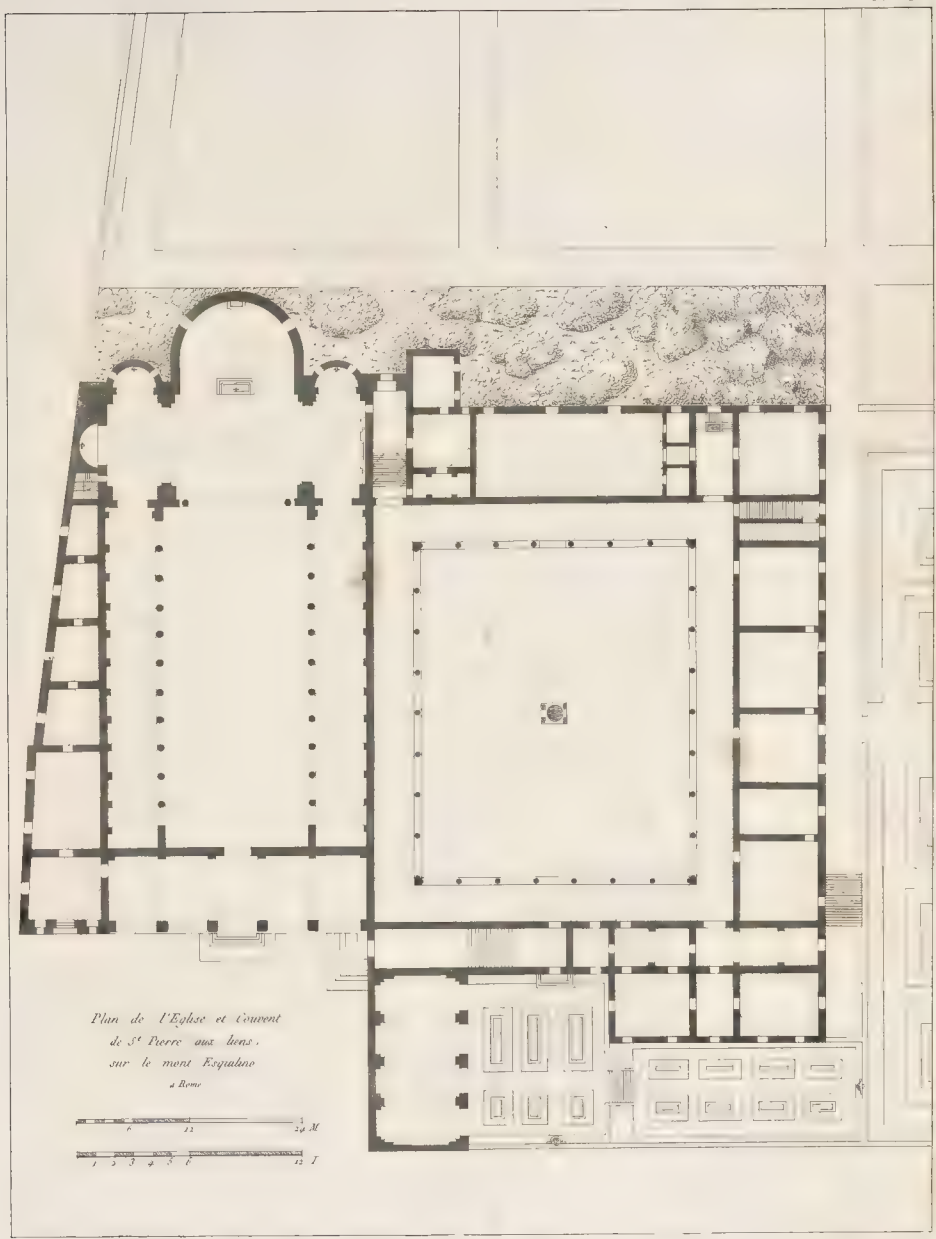 Plan de l'Eglise et Couvent
de St Pierre aux liens,
sur le mont Esquilino
a Rome
6 12 24 M
1 2 3 4 5 6 12 T